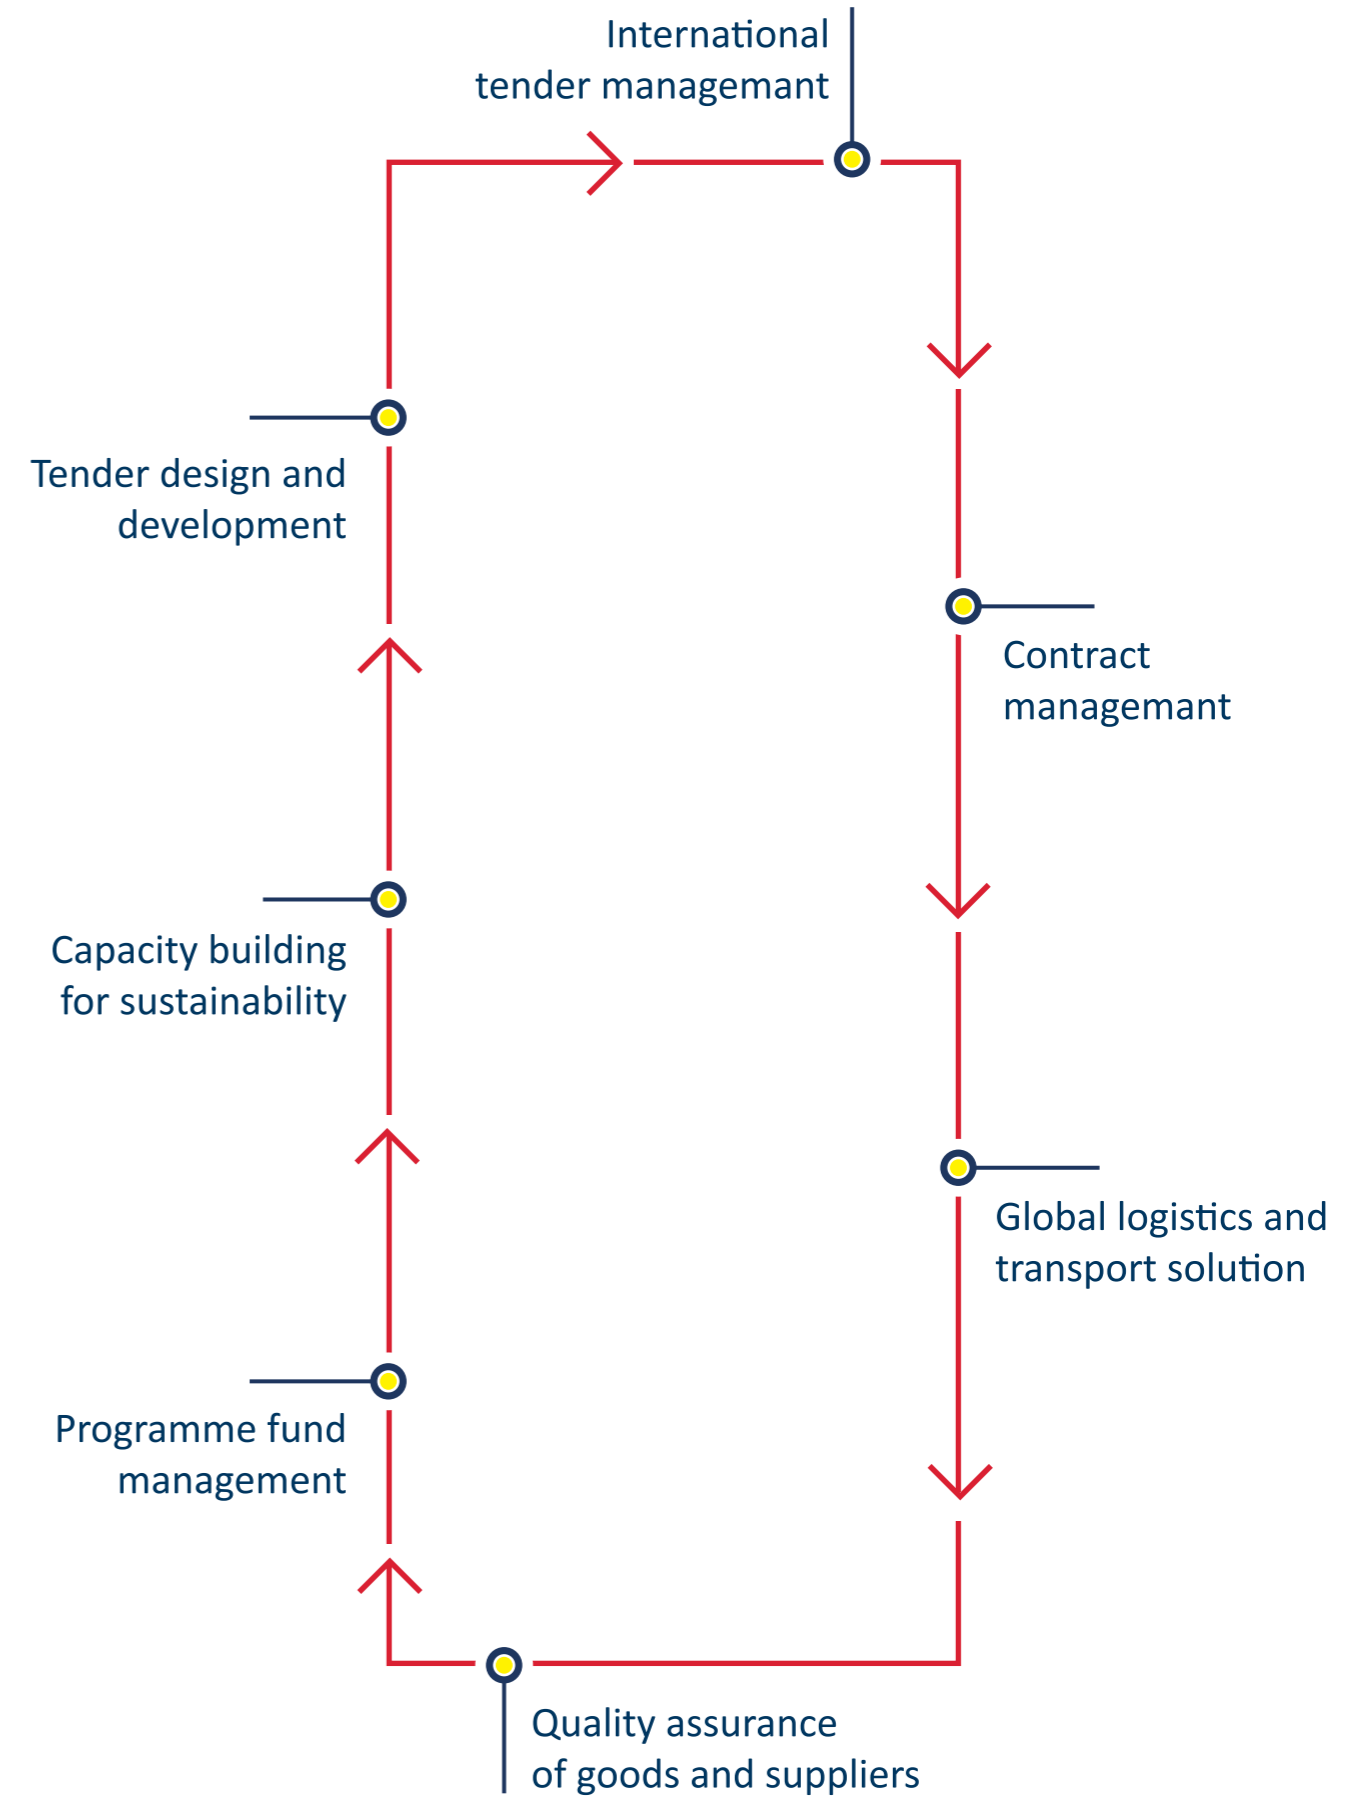 International
tender managemant
Tender design and
development
Contract
managemant
Capacity building
for sustainability
Global logistics and
transport solution
Programme fund
management
Quality assurance
of goods and suppliers